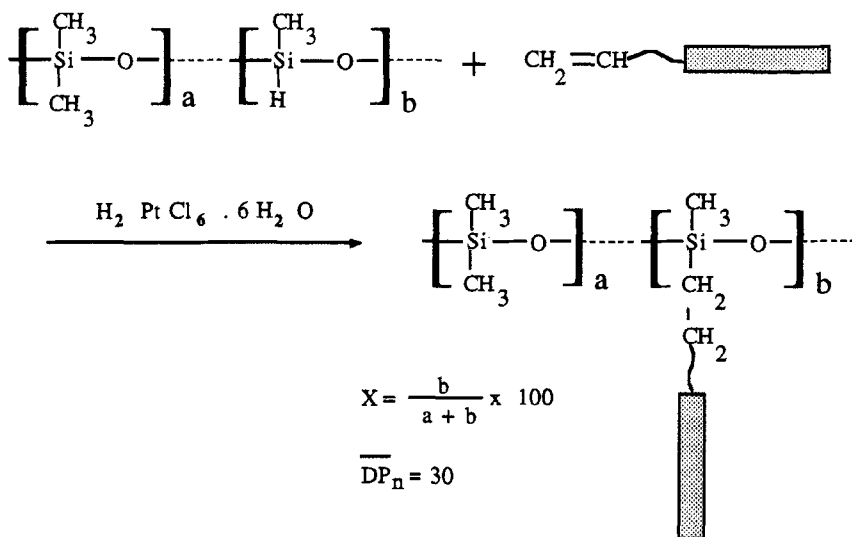 CH3 CH3
Si O Si O + CH2=CH
CH3 a H b
H2 Pt Cl6 . 6 H2 O
CH3 CH3
Si O Si O
CH3 a CH2 b
CH2
X = b / a + b x 100
DPn = 30